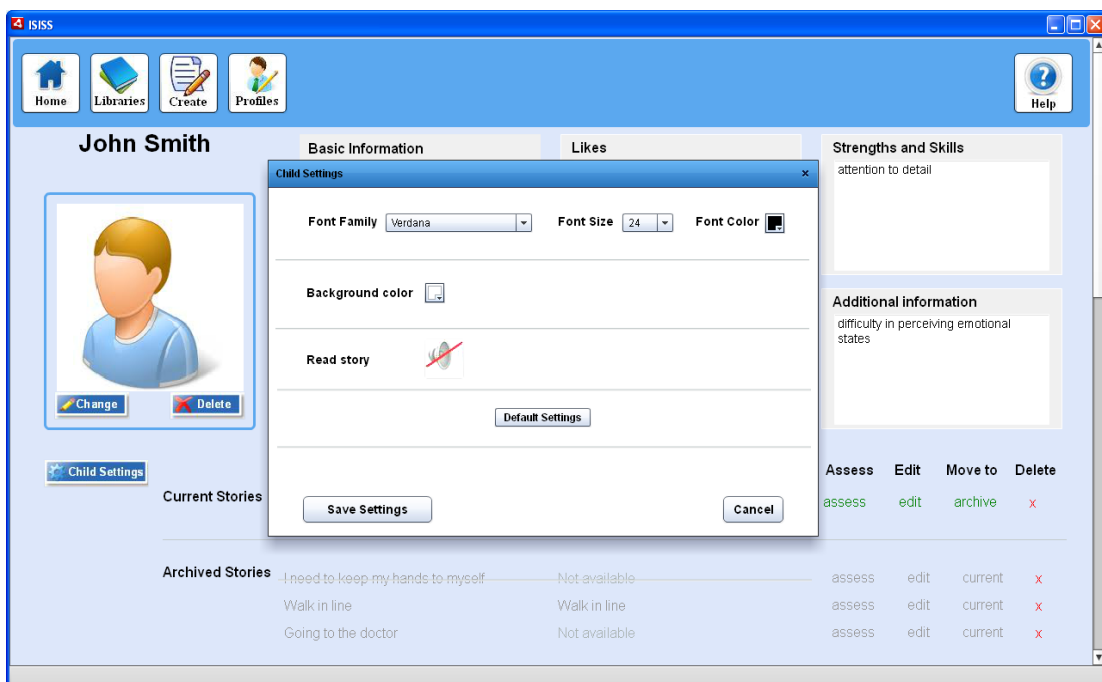 ISISS
Home
Libraries
Create
Profiles
Help
John Smith
Basic Information
Likes
Strengths and Skills
attention to detail
Child Settings
×
Font Family
Verdana
Font Size
24
Font Color
Background color
Additional information
difficulty in perceiving emotional
states
Read story
Change
Delete
Default Settings
Child Settings
Save Settings
Cancel
Assess
Edit
Move to
Delete
Current Stories
assess
edit
archive
x
Archived Stories
I need to keep my hands to myself
Not available
assess
edit
current
x
Walk in line
Walk in line
assess
edit
current
x
Going to the doctor
Not available
assess
edit
current
x